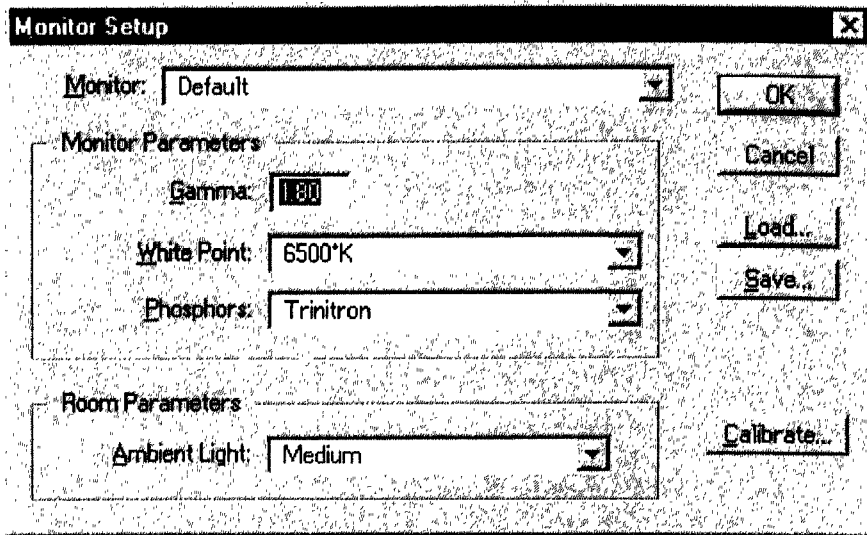 Monitor Setup
Monitor: Default
OK
Monitor Parameters
Cancel
Gamma: 1.80
Load...
White Point: 6500°K
Save...
Phosphors: Trinitron
Room Parameters
Calibrate...
Ambient Light: Medium